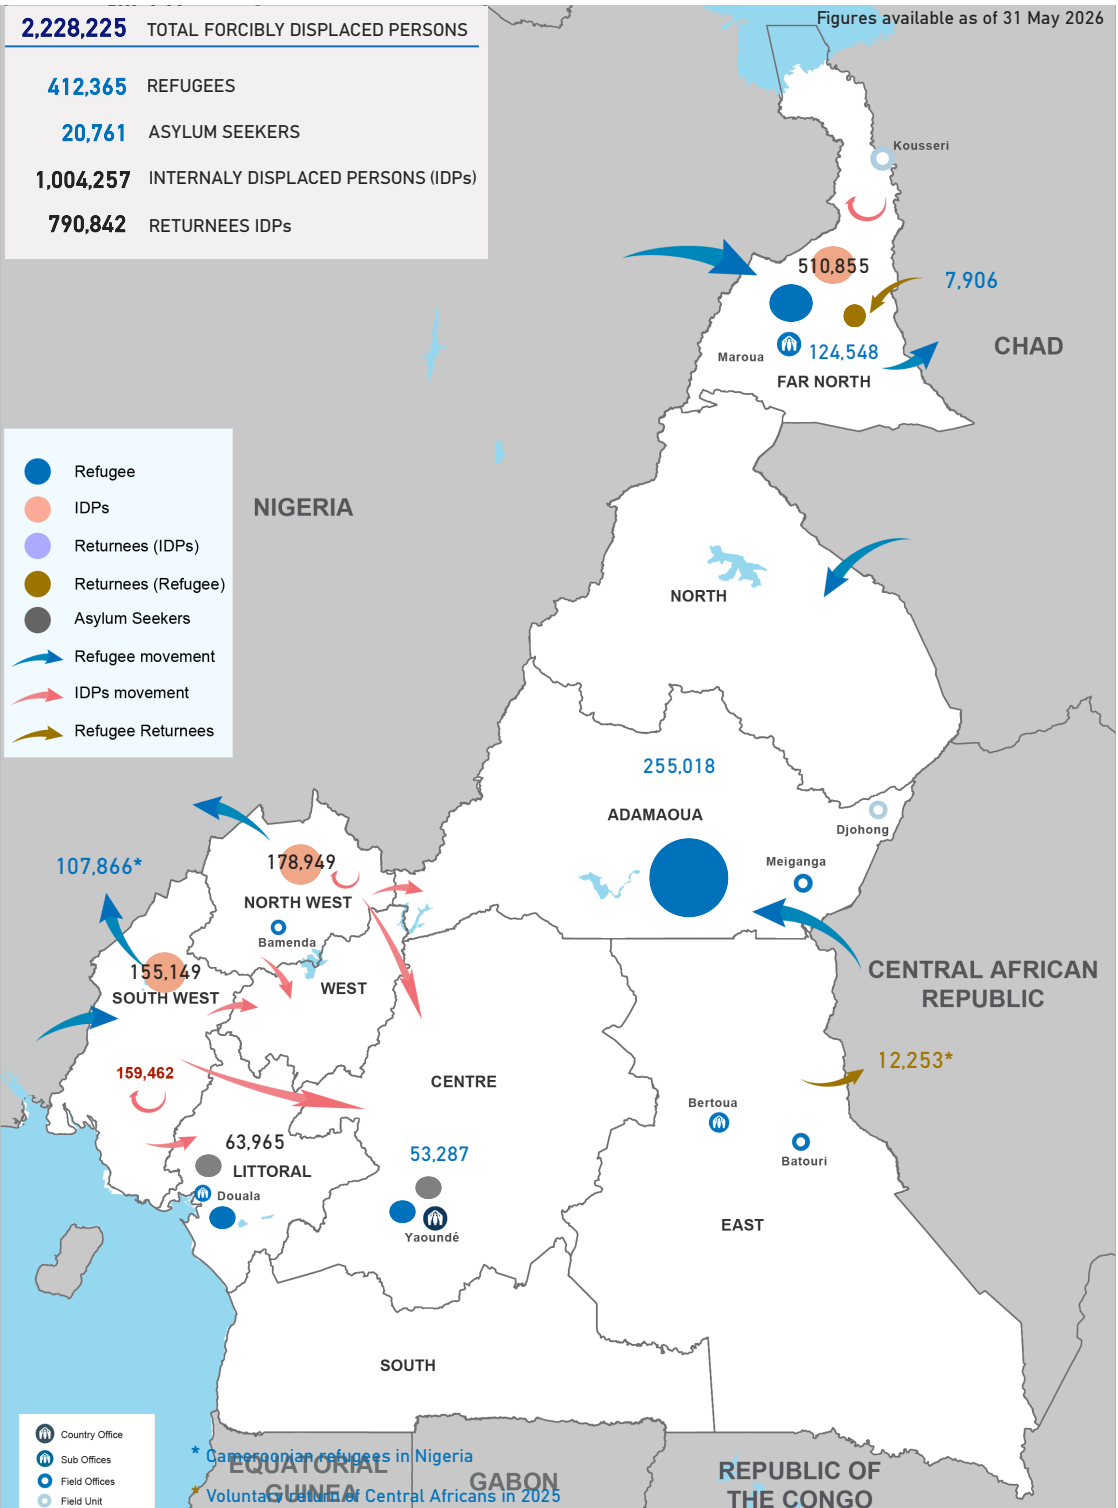 2,228,225 TOTAL FORCIBLY DISPLACED PERSONS
412,365 REFUGEES
20,761 ASYLUM SEEKERS
1,004,257 INTERNALY DISPLACED PERSONS (IDPs)
790,842 RETURNEES IDPs
Figures available as of 31 May 2026
Kousseri
510,855
7,906
CHAD
Maroua
124,548
FAR NORTH
Refugee
IDPs
Returnees (IDPs)
Returnees (Refugee)
Asylum Seekers
Refugee movement
IDPs movement
Refugee Returnees
NIGERIA
NORTH
255,018
ADAMAOUA
Djohong
Meiganga
107,866*
178,949
NORTH WEST
Bamenda
155,149
SOUTH WEST
WEST
CENTRAL AFRICAN
REPUBLIC
159,462
CENTRE
12,253*
Bertoua
Batouri
63,965
LITTORAL
Douala
53,287
Yaoundé
EAST
SOUTH
Country Office
Sub Offices
Field Offices
Field Unit
* Cameroonian refugees in Nigeria
* Voluntary return of Central Africans in 2025
EQUATORIAL
GUINEA
GABON
REPUBLIC OF
THE CONGO